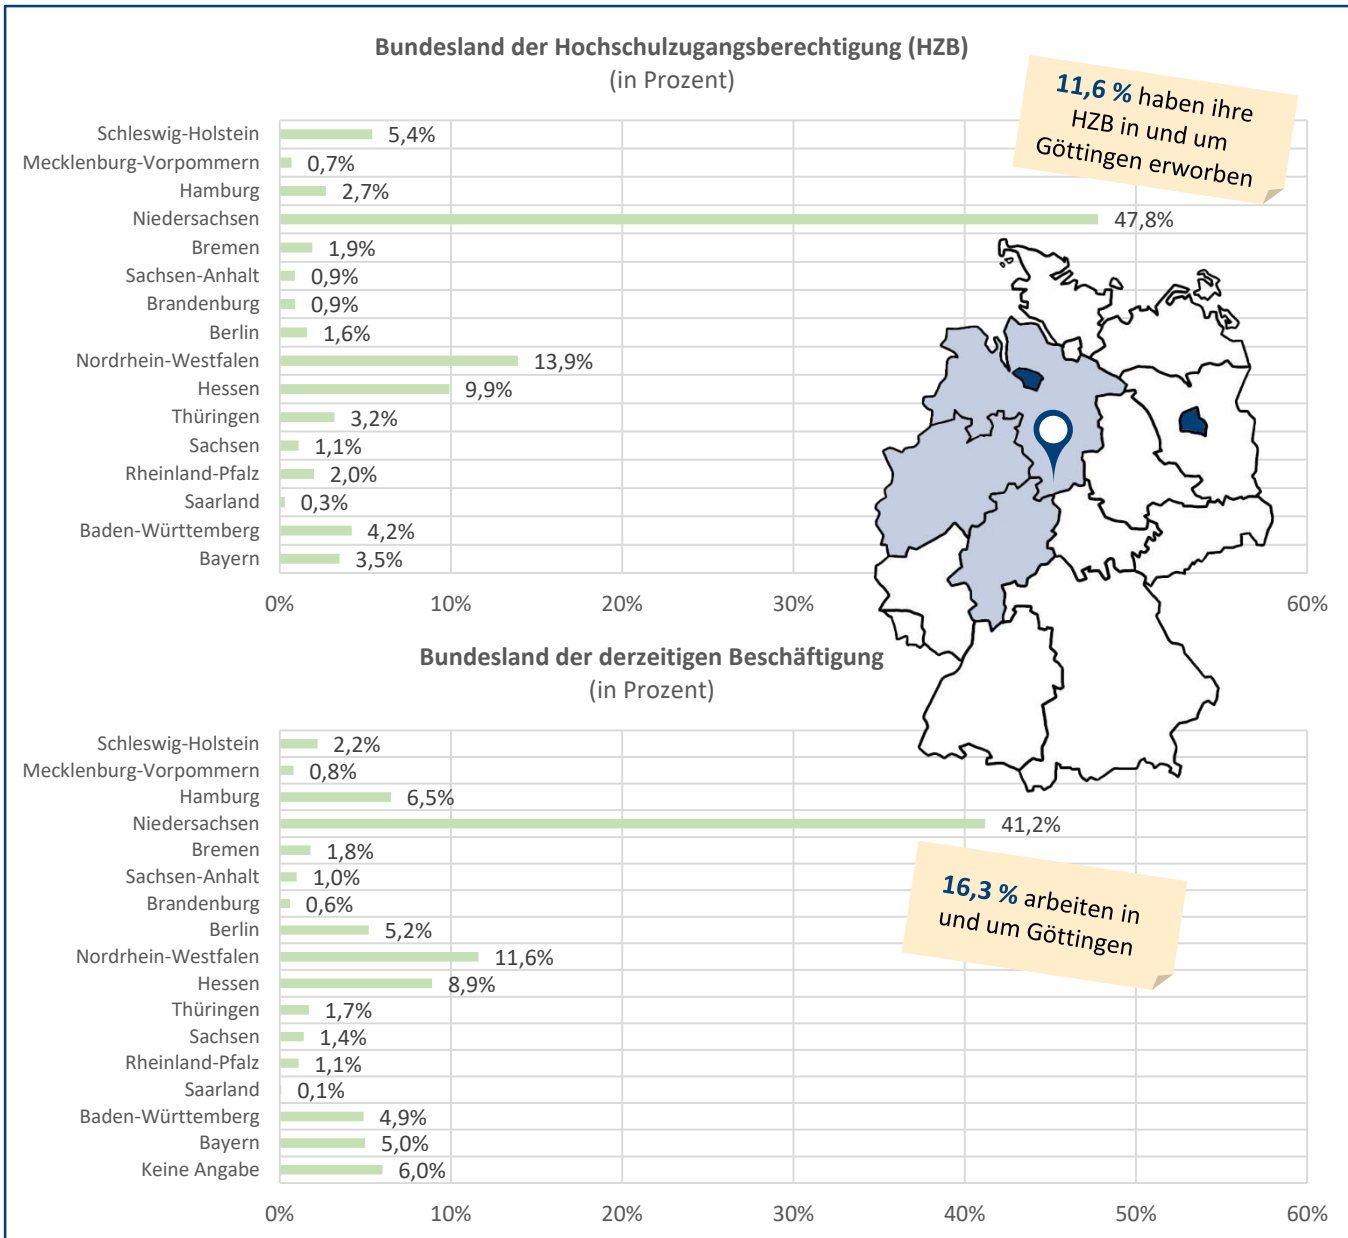 Bundesland der Hochschulzugangsberechtigung (HZB)
(in Prozent)
11,6 % haben ihre
HZB in und um
Göttingen erworben
Schleswig-Holstein 5,4%
Mecklenburg-Vorpommern 0,7%
Hamburg 2,7%
Niedersachsen 47,8%
Bremen 1,9%
Sachsen-Anhalt 0,9%
Brandenburg 0,9%
Berlin 1,6%
Nordrhein-Westfalen 13,9%
Hessen 9,9%
Thüringen 3,2%
Sachsen 1,1%
Rheinland-Pfalz 2,0%
Saarland 0,3%
Baden-Württemberg 4,2%
Bayern 3,5%
0% 10% 20% 30% 60%
Bundesland der derzeitigen Beschäftigung
(in Prozent)
Schleswig-Holstein 2,2%
Mecklenburg-Vorpommern 0,8%
Hamburg 6,5%
Niedersachsen 41,2%
Bremen 1,8%
Sachsen-Anhalt 1,0%
Brandenburg 0,6%
Berlin 5,2%
Nordrhein-Westfalen 11,6%
Hessen 8,9%
Thüringen 1,7%
Sachsen 1,4%
Rheinland-Pfalz 1,1%
Saarland 0,1%
Baden-Württemberg 4,9%
Bayern 5,0%
Keine Angabe 6,0%
16,3 % arbeiten in
und um Göttingen
0% 10% 20% 30% 40% 50% 60%